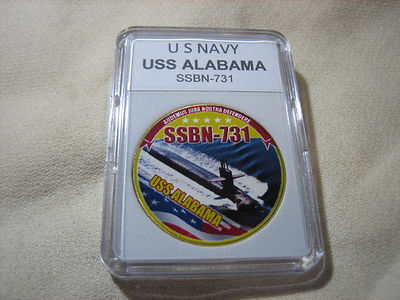 U S NAVY
USS ALABAMA
SSBN-731
AUDEMUS JURA NOSTRA DEFENDERE
SSBN-731
USS ALABAMA